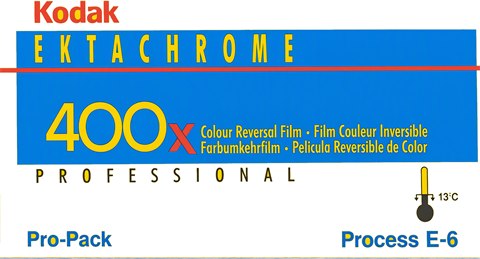 Kodak
EKTACHROME
400x
Colour Reversal Film • Film Couleur Inversible
Farbumkehrfilm • Pelicula Reversible de Color
PROFESSIONAL
13°C
Pro-Pack
Process E-6